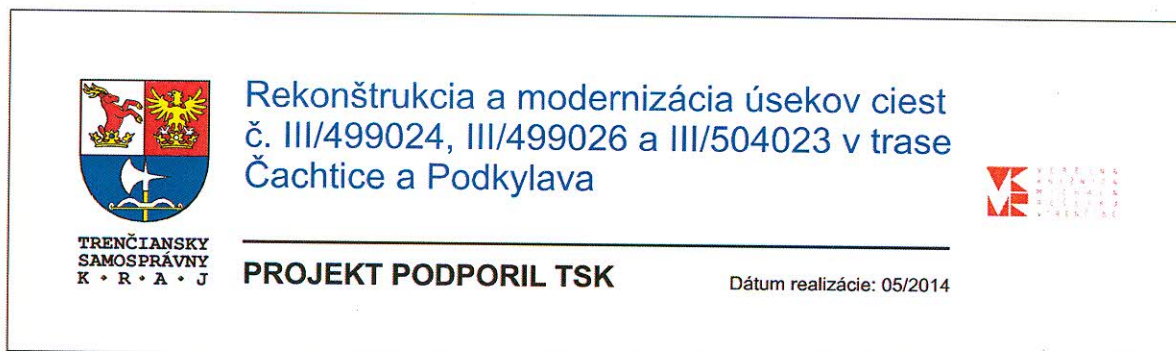 Rekonštrukcia a modernizácia úsekov ciest
č. III/499024, III/499026 a III/504023 v trase
Čachtice a Podkylava
TRENČIANSKY
SAMOSPRÁVNY
K • R • A • J
PROJEKT PODPORIL TSK
Dátum realizácie: 05/2014